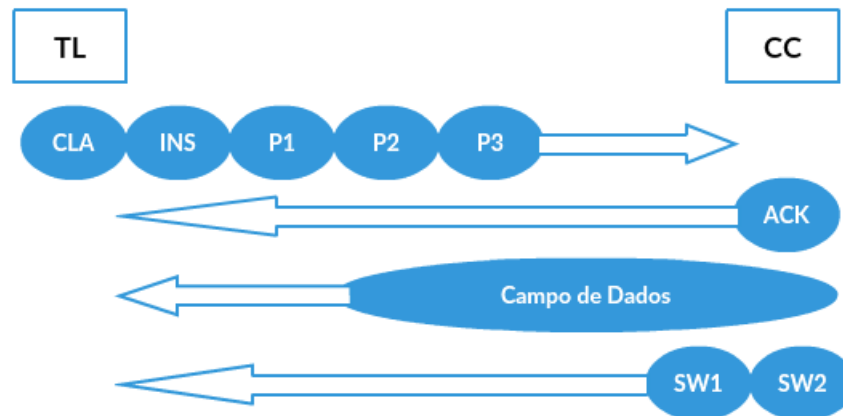 TL CC
CLA INS P1 P2 P3
ACK
Campo de Dados
SW1 SW2